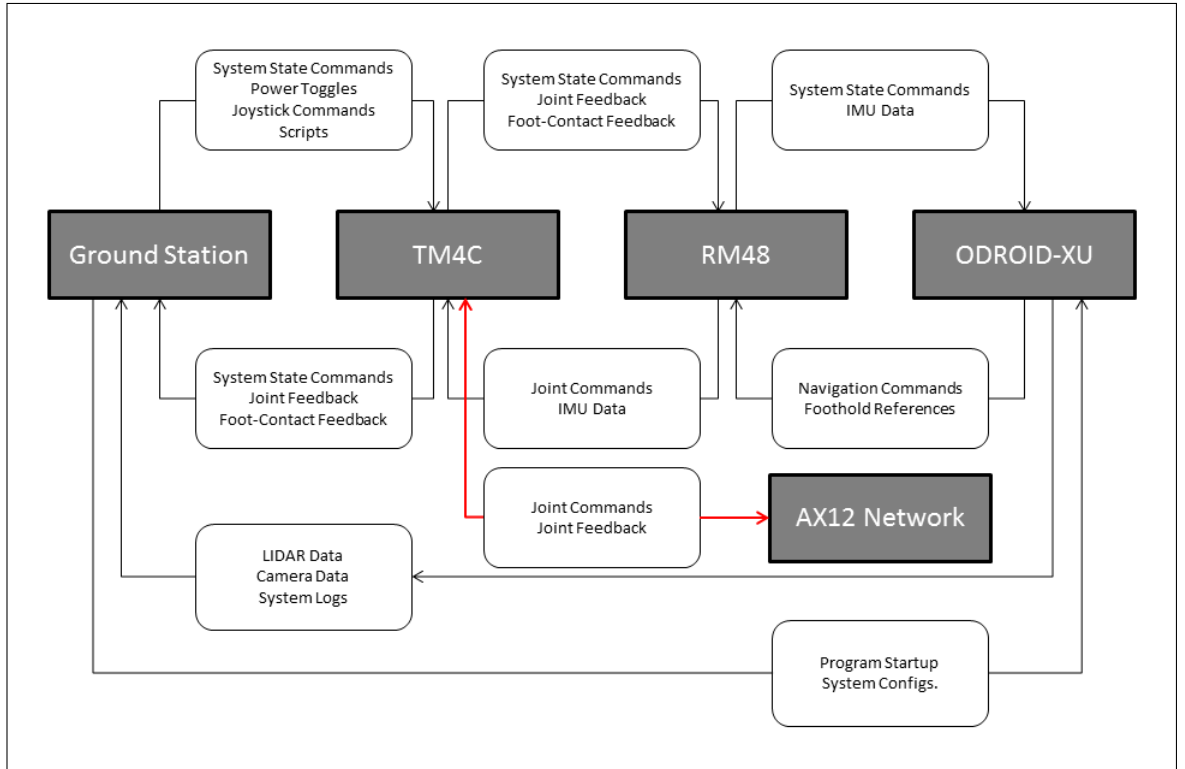 System State Commands
Power Toggles
Joystick Commands
Scripts
System State Commands
Joint Feedback
Foot-Contact Feedback
System State Commands
IMU Data
Ground Station
TM4C
RM48
ODROID-XU
System State Commands
Joint Feedback
Foot-Contact Feedback
Joint Commands
IMU Data
Navigation Commands
Foothold References
Joint Commands
Joint Feedback
AX12 Network
LIDAR Data
Camera Data
System Logs
Program Startup
System Configs.